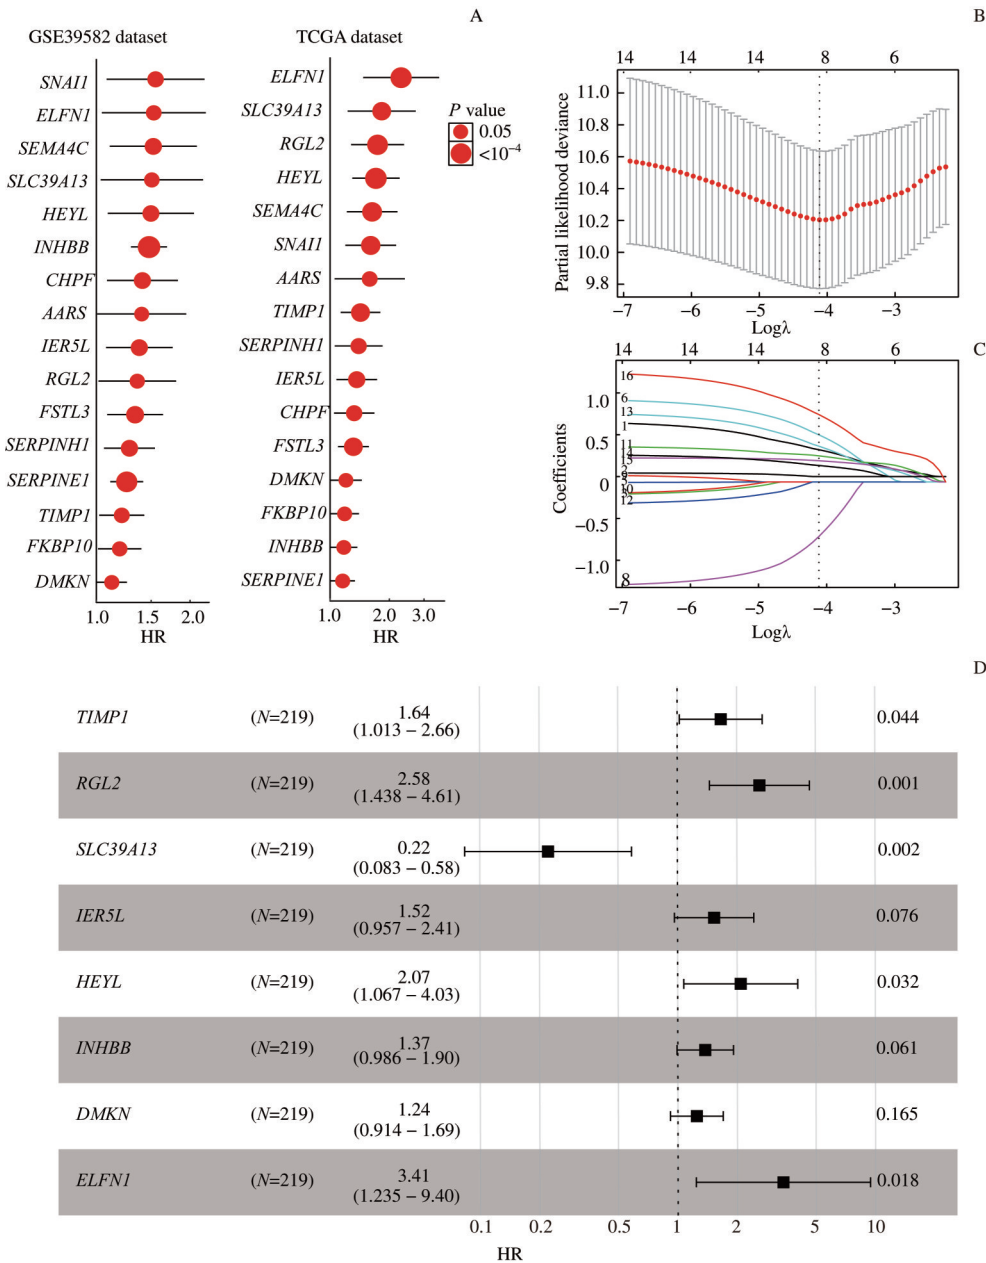 A
GSE39582 dataset
SNAI1
ELFN1
SEMA4C
SLC39A13
HEYL
INHBB
CHPF
AARS
IER5L
RGL2
FSTL3
SERPINH1
SERPINE1
TIMP1
FKBP10
DMKN
1.0 1.5 2.0
HR
TCGA dataset
ELFN1
SLC39A13
RGL2
HEYL
SEMA4C
SNAI1
AARS
TIMP1
SERPINH1
IER5L
CHPF
FSTL3
DMKN
FKBP10
INHBB
SERPINE1
1.0 2.0 3.0
HR
P value
0.05
<10⁻⁴
B
14 14 14 8 6
Partial likelihood deviance
11.0
10.8
10.6
10.4
10.2
10.0
9.8
−7 −6 −5 −4 −3
Logλ
C
14 14 14 8 6
Coefficients
1.0
0.5
0
−0.5
−1.0
16
6
13
1
11
14
15
2
10
12
8
−7 −6 −5 −4 −3
Logλ
D
TIMP1 (N=219) 1.64 0.044
(1.013 − 2.66)
RGL2 (N=219) 2.58 0.001
(1.438 − 4.61)
SLC39A13 (N=219) 0.22 0.002
(0.083 − 0.58)
IER5L (N=219) 1.52 0.076
(0.957 − 2.41)
HEYL (N=219) 2.07 0.032
(1.067 − 4.03)
INHBB (N=219) 1.37 0.061
(0.986 − 1.90)
DMKN (N=219) 1.24 0.165
(0.914 − 1.69)
ELFN1 (N=219) 3.41 0.018
(1.235 − 9.40)
0.1 0.2 0.5 1 2 5 10
HR